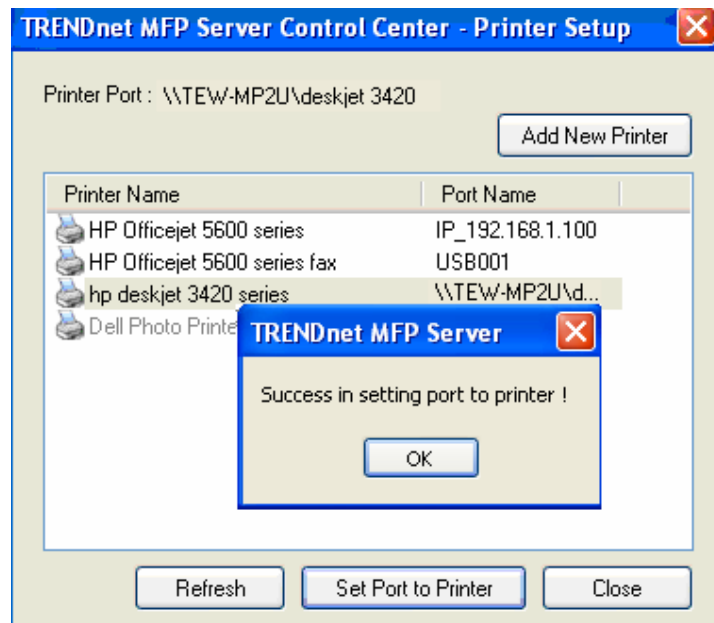 TRENDnet MFP Server Control Center - Printer Setup
Printer Port : \\TEW-MP2U\deskjet 3420
Add New Printer
Printer Name Port Name
HP Officejet 5600 series IP_192.168.1.100
HP Officejet 5600 series fax USB001
hp deskjet 3420 series \\TEW-MP2U\d...
Dell Photo Printe
TRENDnet MFP Server
Success in setting port to printer !
OK
Refresh Set Port to Printer Close